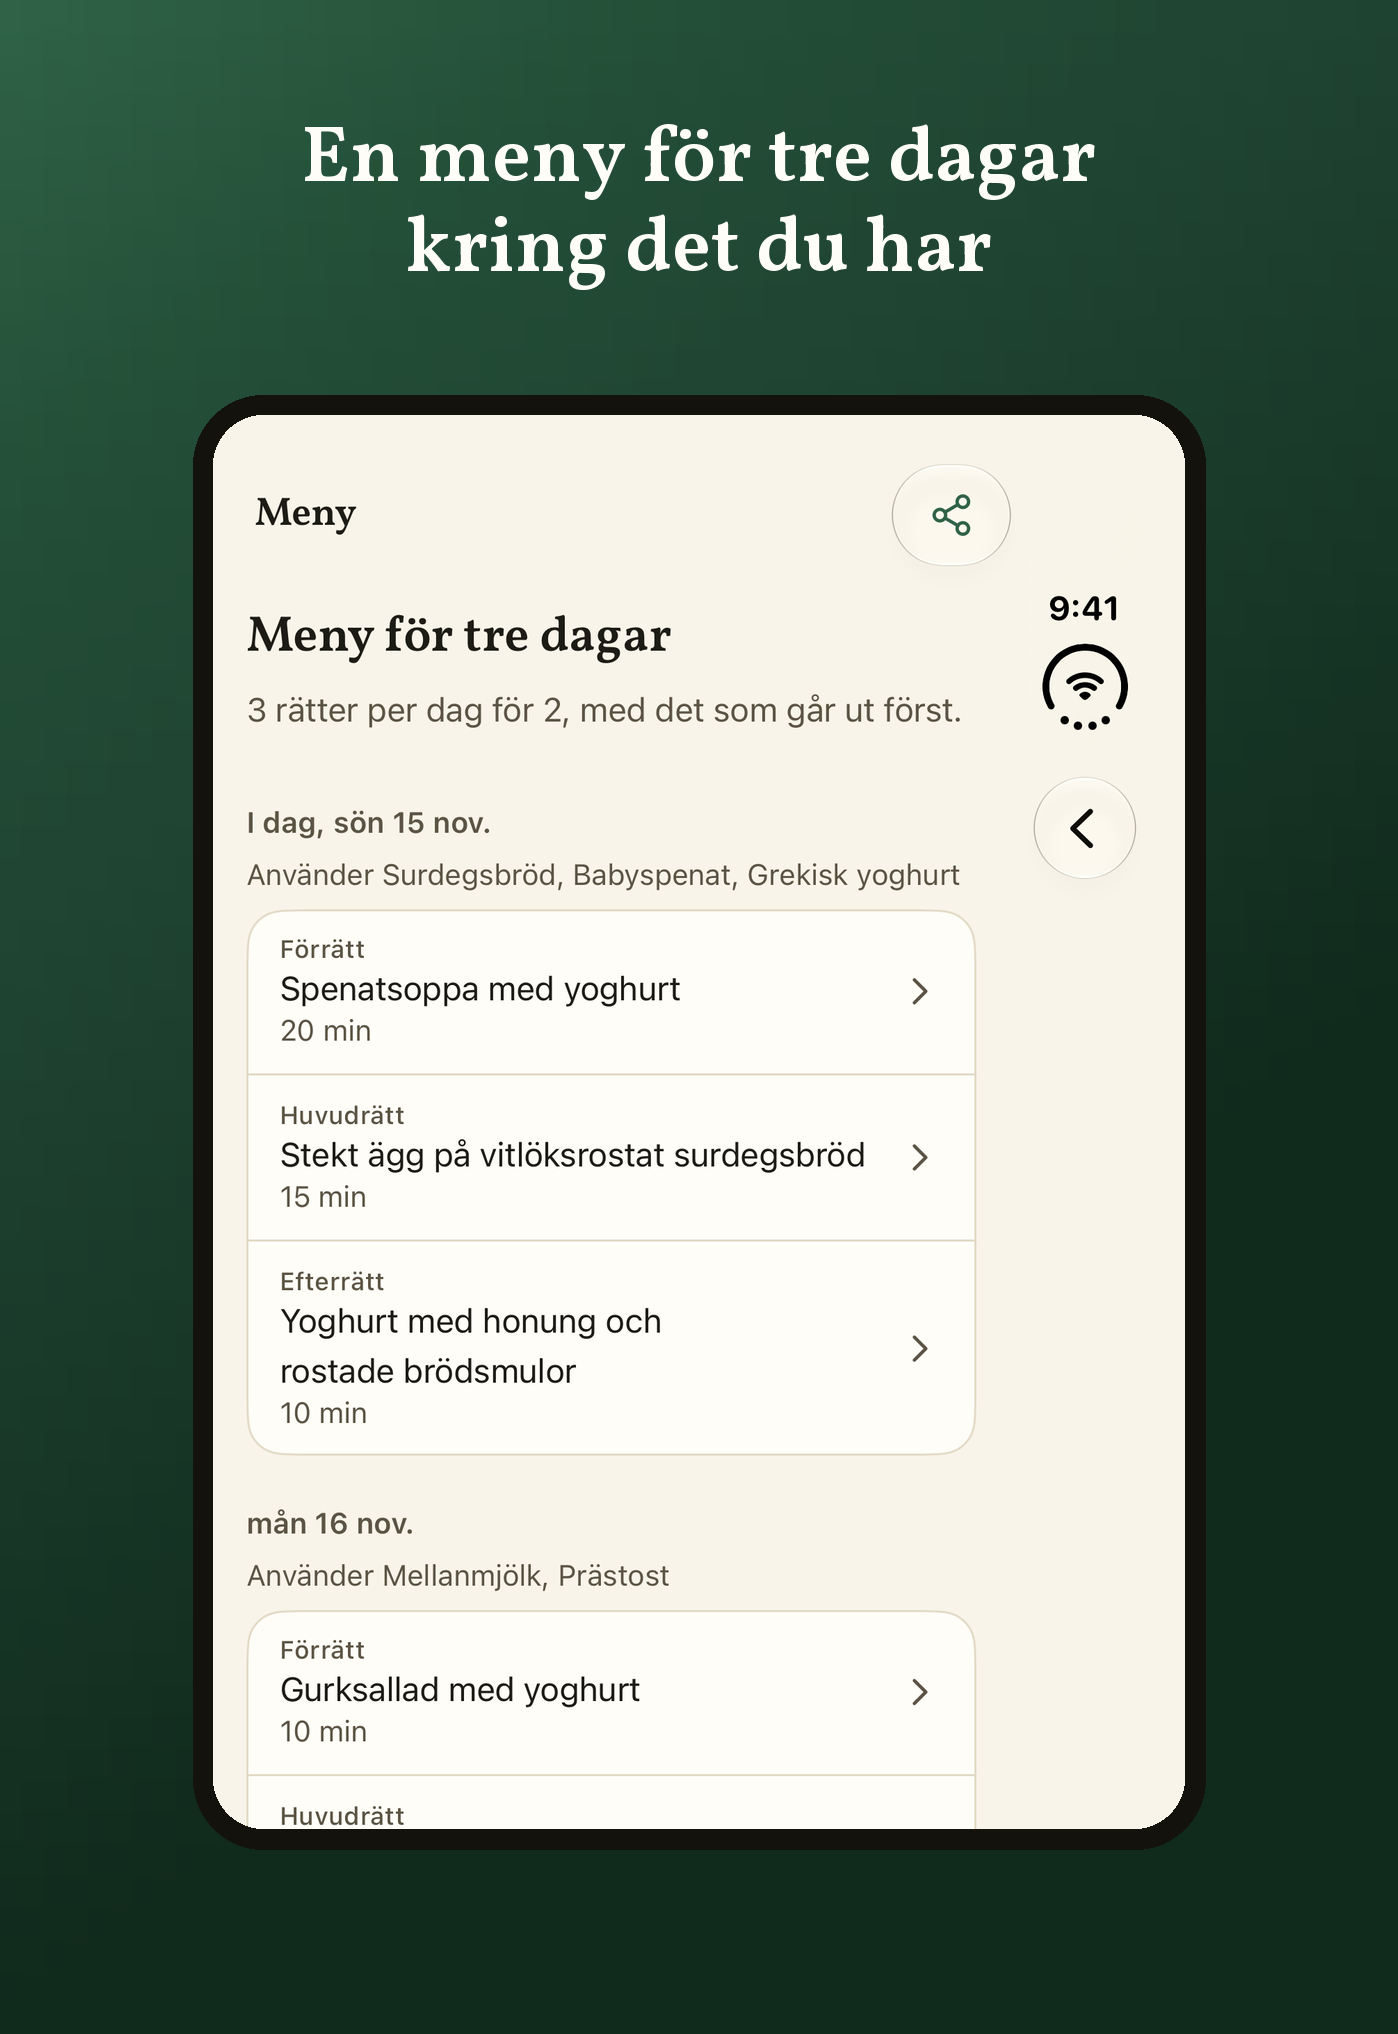 En meny för tre dagar
kring det du har
Meny
9:41
Meny för tre dagar
3 rätter per dag för 2, med det som går ut först.
I dag, sön 15 nov.
Använder Surdegsbröd, Babyspenat, Grekisk yoghurt
Förrätt
Spenatsoppa med yoghurt
20 min
Huvudrätt
Stekt ägg på vitlöksrostat surdegsbröd
15 min
Efterrätt
Yoghurt med honung och
rostade brödsmulor
10 min
mån 16 nov.
Använder Mellanmjölk, Prästost
Förrätt
Gurksallad med yoghurt
10 min
Huvudrätt